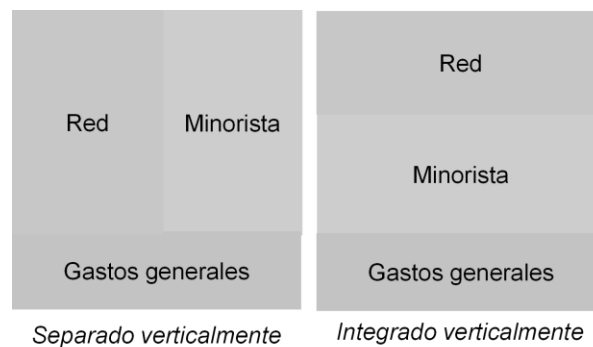 Red
Minorista
Gastos generales
Separado verticalmente
Red
Minorista
Gastos generales
Integrado verticalmente